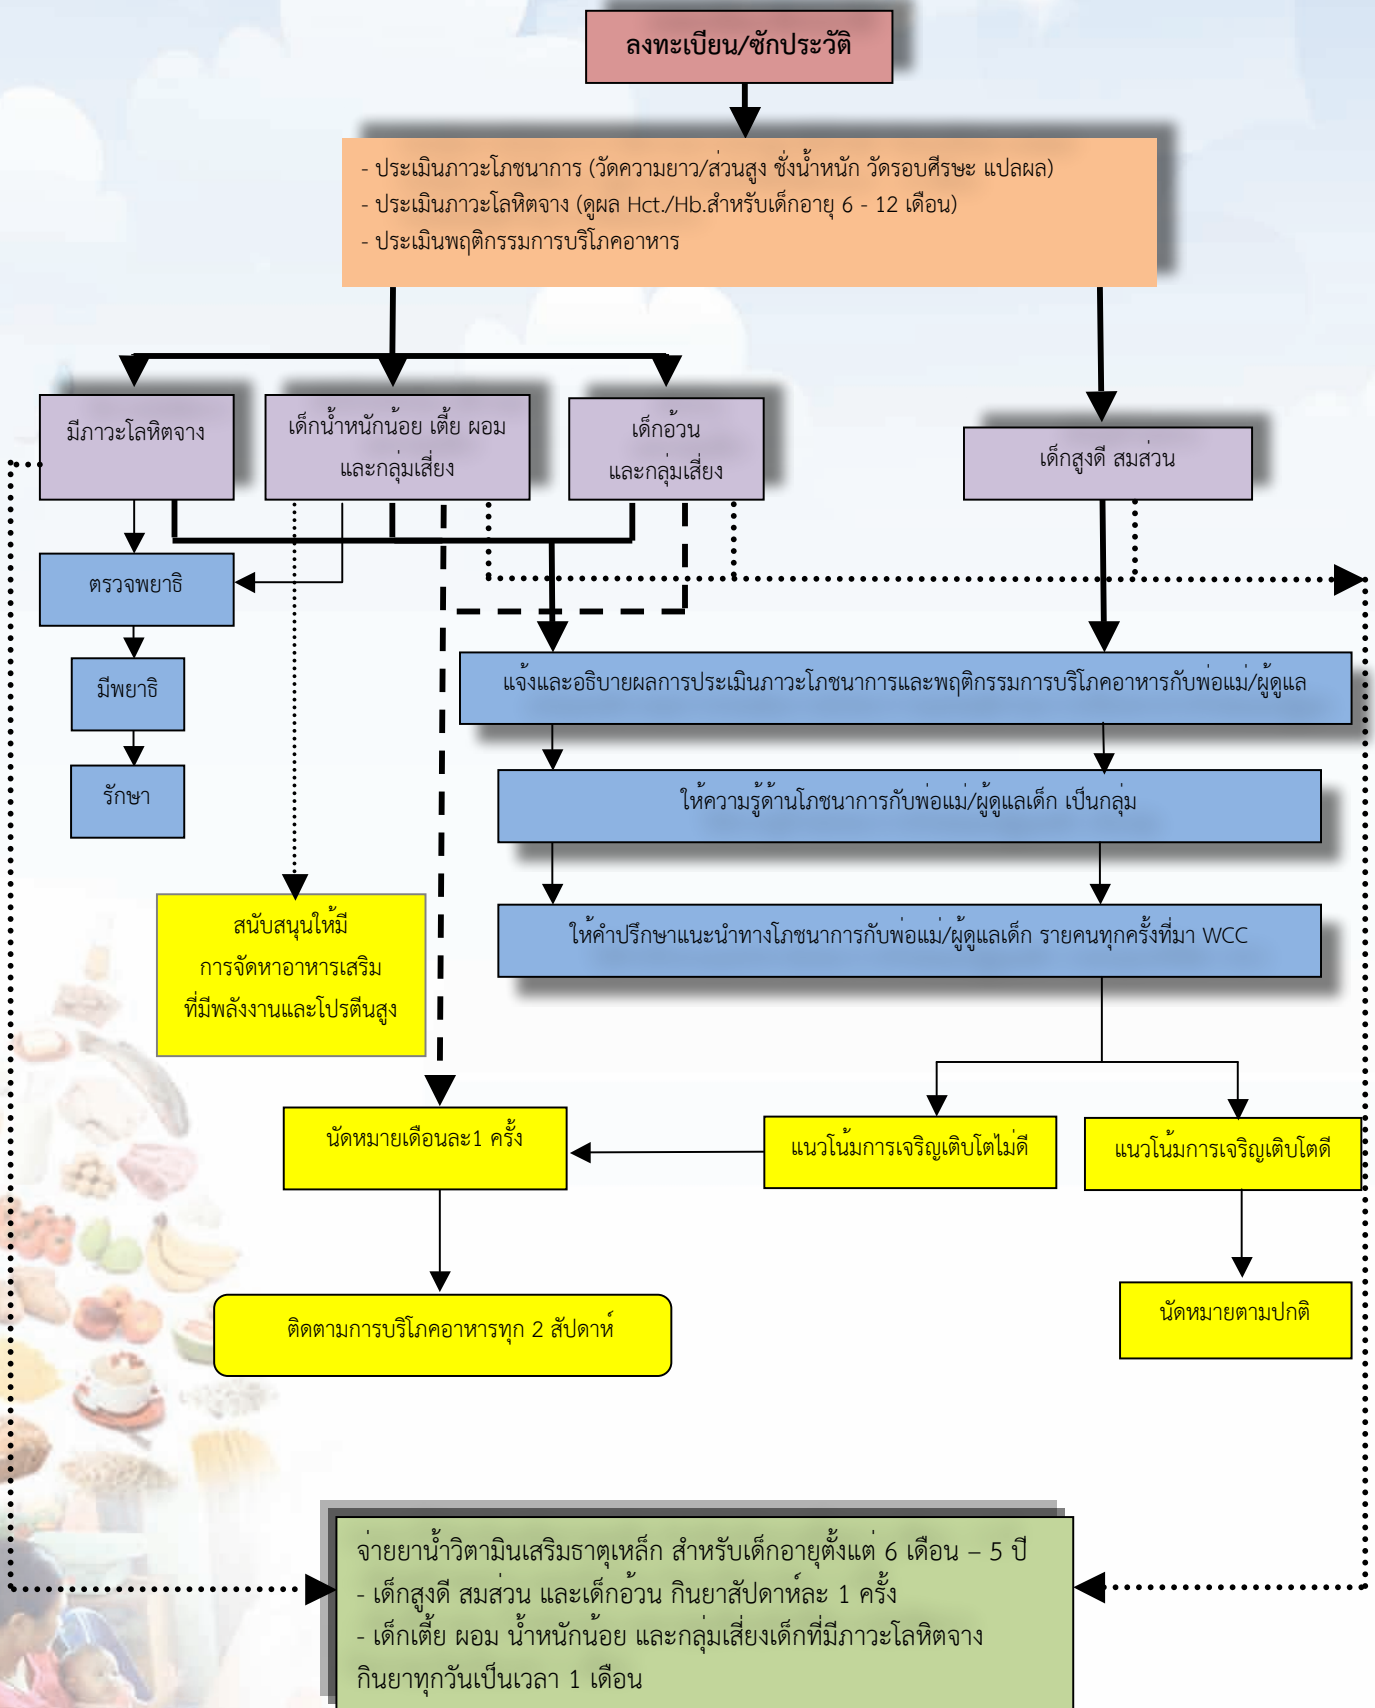 ลงทะเบียน/ซักประวัติ
- ประเมินภาวะโภชนาการ (วัดความยาว/ส่วนสูง ชั่งน้ำหนัก วัดรอบศีรษะ แปลผล)
- ประเมินภาวะโลหิตจาง (ดูผล Hct./Hb.สำหรับเด็กอายุ 6 - 12 เดือน)
- ประเมินพฤติกรรมการบริโภคอาหาร
มีภาวะโลหิตจาง
เด็กน้ำหนักน้อย เตี้ย ผอม
และกลุ่มเสี่ยง
เด็กอ้วน
และกลุ่มเสี่ยง
เด็กสูงดี สมส่วน
ตรวจพยาธิ
มีพยาธิ
รักษา
แจ้งและอธิบายผลการประเมินภาวะโภชนาการและพฤติกรรมการบริโภคอาหารกับพ่อแม่/ผู้ดูแล
ให้ความรู้ด้านโภชนาการกับพ่อแม่/ผู้ดูแลเด็ก เป็นกลุ่ม
ให้คำปรึกษาแนะนำทางโภชนาการกับพ่อแม่/ผู้ดูแลเด็ก รายคนทุกครั้งที่มา WCC
สนับสนุนให้มี
การจัดหาอาหารเสริม
ที่มีพลังงานและโปรตีนสูง
นัดหมายเดือนละ1 ครั้ง
แนวโน้มการเจริญเติบโตไม่ดี
แนวโน้มการเจริญเติบโตดี
ติดตามการบริโภคอาหารทุก 2 สัปดาห์
นัดหมายตามปกติ
จ่ายยาน้ำวิตามินเสริมธาตุเหล็ก สำหรับเด็กอายุตั้งแต่ 6 เดือน – 5 ปี
- เด็กสูงดี สมส่วน และเด็กอ้วน กินยาสัปดาห์ละ 1 ครั้ง
- เด็กเตี้ย ผอม น้ำหนักน้อย และกลุ่มเสี่ยงเด็กที่มีภาวะโลหิตจาง
กินยาทุกวันเป็นเวลา 1 เดือน